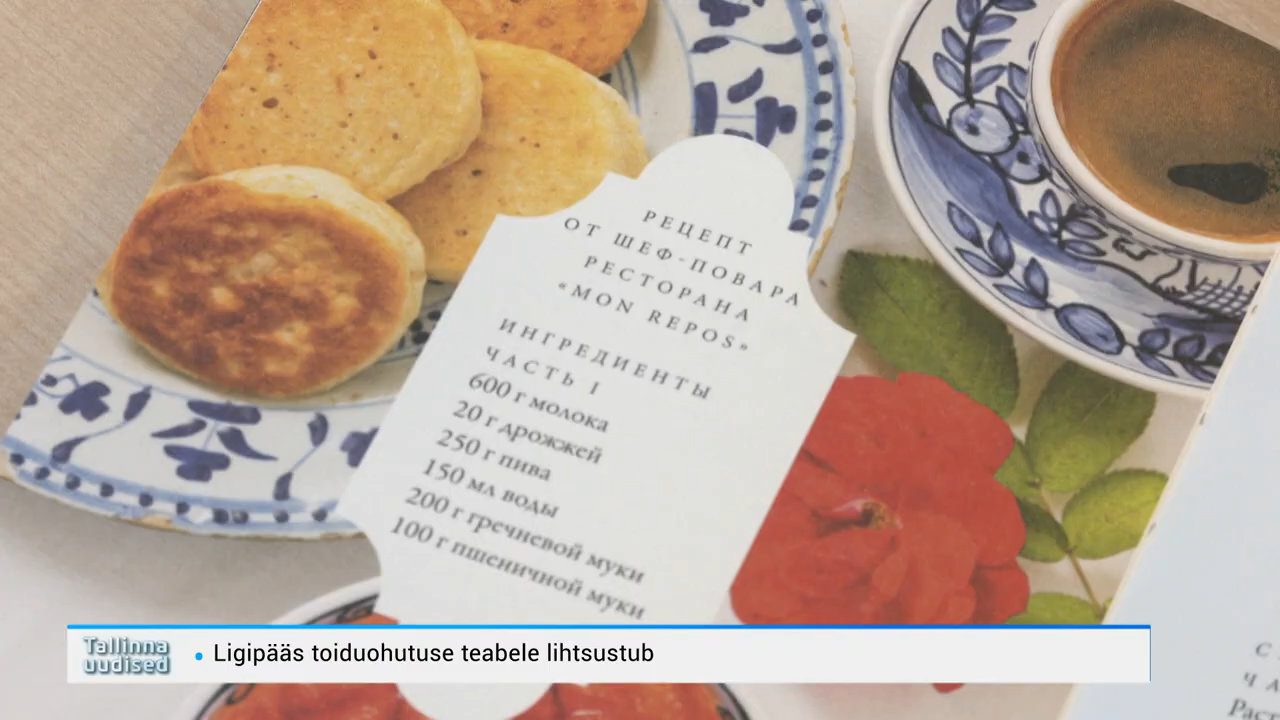 РЕЦЕПТ
ОТ ШЕФ-ПОВАРА
РЕСТОРАНА
«MON REPOS»
ИНГРЕДИЕНТЫ
ЧАСТЬ I
600 г молока
20 г дрожжей
250 г пива
150 мл воды
200 г гречневой муки
100 г пшеничной муки
Tallinna
uudised
• Ligipääs toiduohutuse teabele lihtsustub